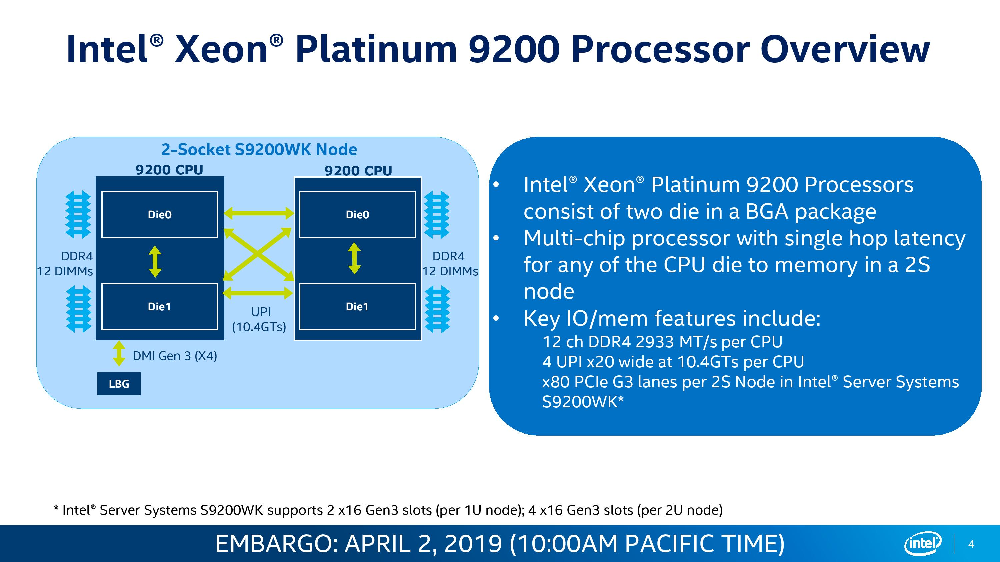 Intel® Xeon® Platinum 9200 Processor Overview
2-Socket S9200WK Node
9200 CPU
9200 CPU
Die0
Die0
DDR4
12 DIMMs
DDR4
12 DIMMs
Die1
Die1
UPI
(10.4GTs)
DMI Gen 3 (X4)
LBG
• Intel® Xeon® Platinum 9200 Processors
consist of two die in a BGA package
• Multi-chip processor with single hop latency
for any of the CPU die to memory in a 2S
node
• Key IO/mem features include:
12 ch DDR4 2933 MT/s per CPU
4 UPI x20 wide at 10.4GTs per CPU
x80 PCIe G3 lanes per 2S Node in Intel® Server Systems
S9200WK*
* Intel® Server Systems S9200WK supports 2 x16 Gen3 slots (per 1U node); 4 x16 Gen3 slots (per 2U node)
EMBARGO: APRIL 2, 2019 (10:00AM PACIFIC TIME)
intel
4